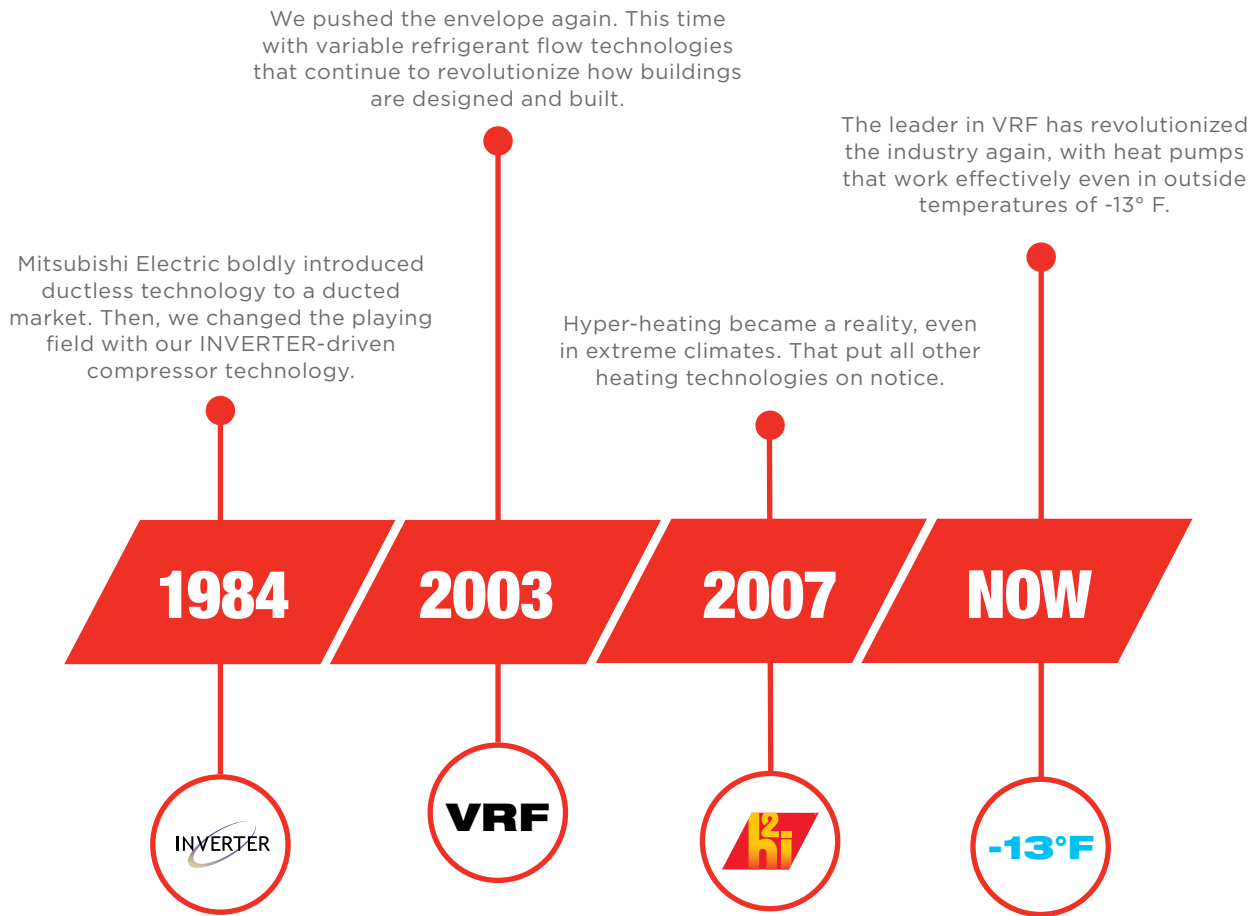 We pushed the envelope again. This time
with variable refrigerant flow technologies
that continue to revolutionize how buildings
are designed and built.
The leader in VRF has revolutionized
the industry again, with heat pumps
that work effectively even in outside
temperatures of -13° F.
Mitsubishi Electric boldly introduced
ductless technology to a ducted
market. Then, we changed the playing
field with our INVERTER-driven
compressor technology.
Hyper-heating became a reality, even
in extreme climates. That put all other
heating technologies on notice.
1984
2003
2007
NOW
INVERTER
VRF
h2i
-13°F